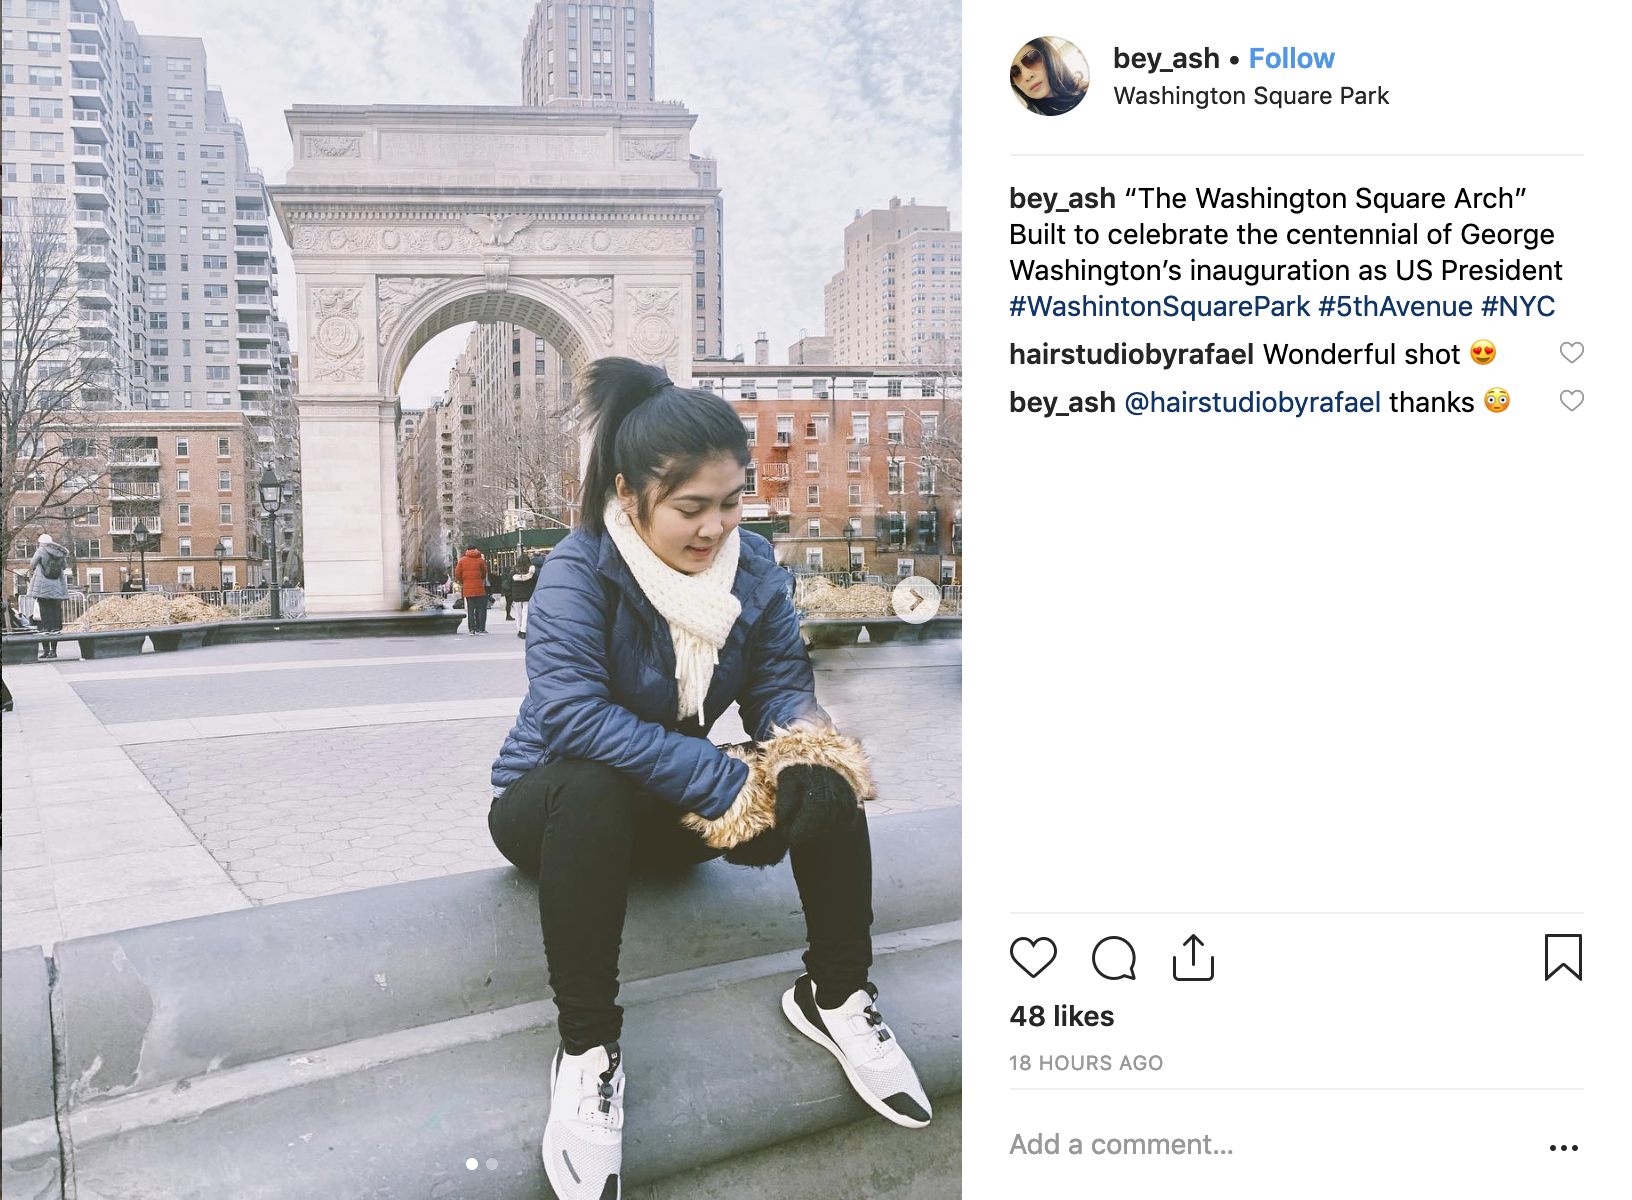 bey_ash • Follow
Washington Square Park
bey_ash “The Washington Square Arch”
Built to celebrate the centennial of George
Washington’s inauguration as US President
#WashintonSquarePark #5thAvenue #NYC
hairstudiobyrafael Wonderful shot 😍
bey_ash @hairstudiobyrafael thanks 😳
48 likes
18 HOURS AGO
Add a comment...